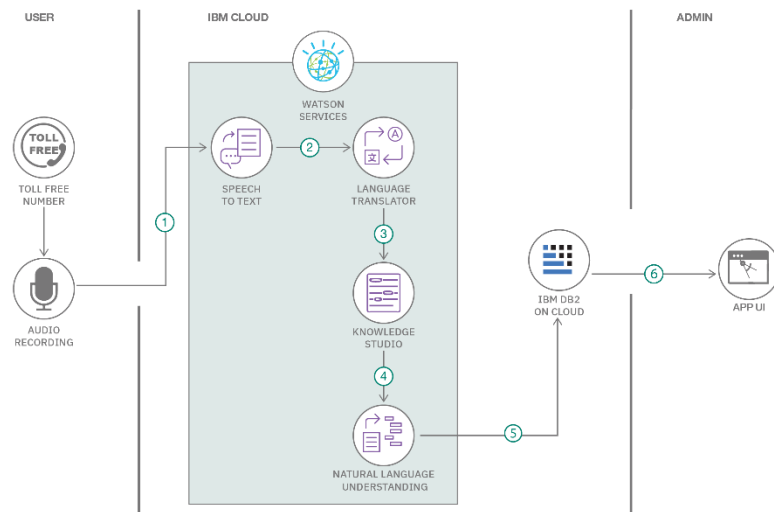 USER
IBM CLOUD
ADMIN
WATSON
SERVICES
TOLL
FREE
TOLL FREE
NUMBER
A
文
SPEECH
TO TEXT
LANGUAGE
TRANSLATOR
1
2
3
AUDIO
RECORDING
KNOWLEDGE
STUDIO
IBM DB2
ON CLOUD
6
APP UI
4
5
NATURAL LANGUAGE
UNDERSTANDING